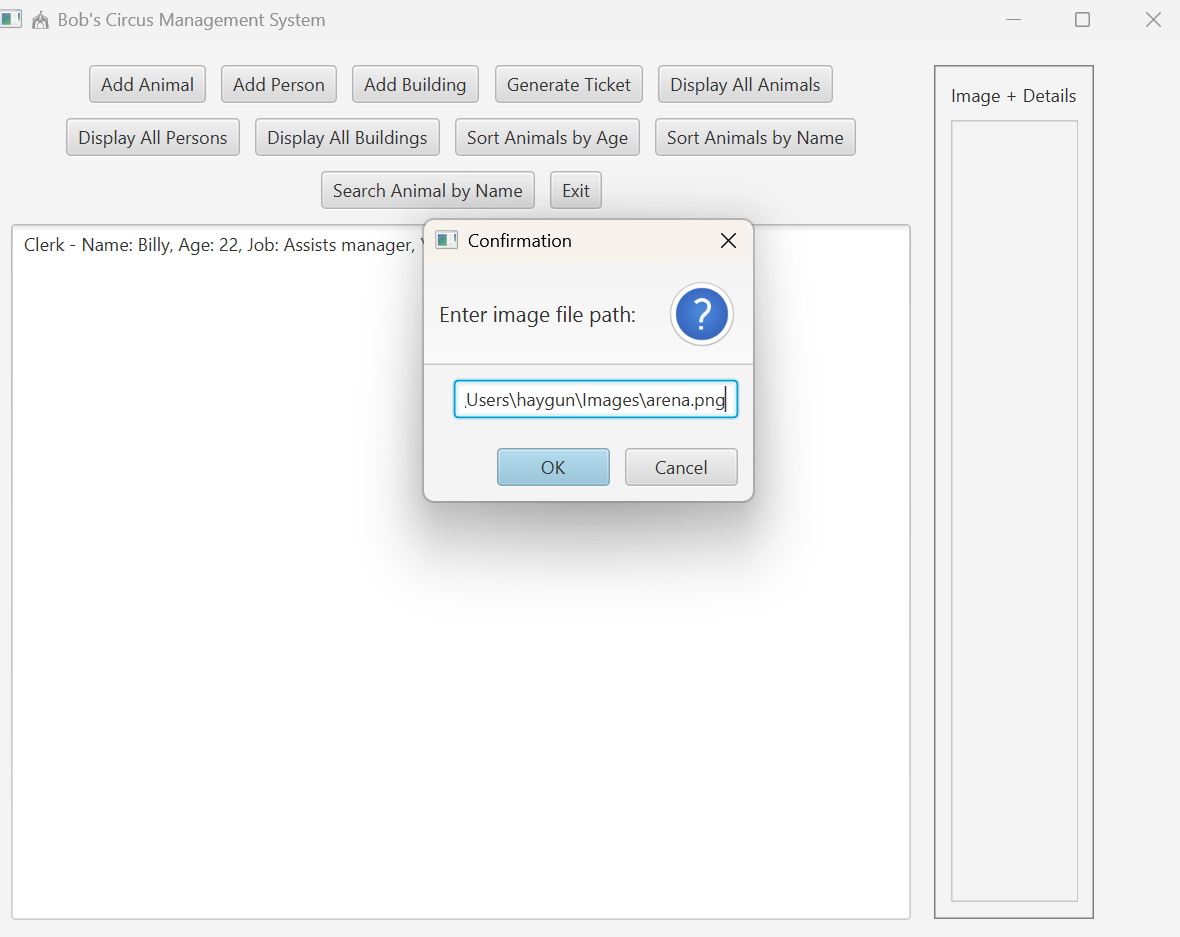 Bob's Circus Management System
Add Animal Add Person Add Building Generate Ticket Display All Animals
Display All Persons Display All Buildings Sort Animals by Age Sort Animals by Name
Search Animal by Name Exit
Image + Details
Clerk - Name: Billy, Age: 22, Job: Assists manager,
Confirmation
Enter image file path:
?
Users\haygun\Images\arena.png
OK Cancel